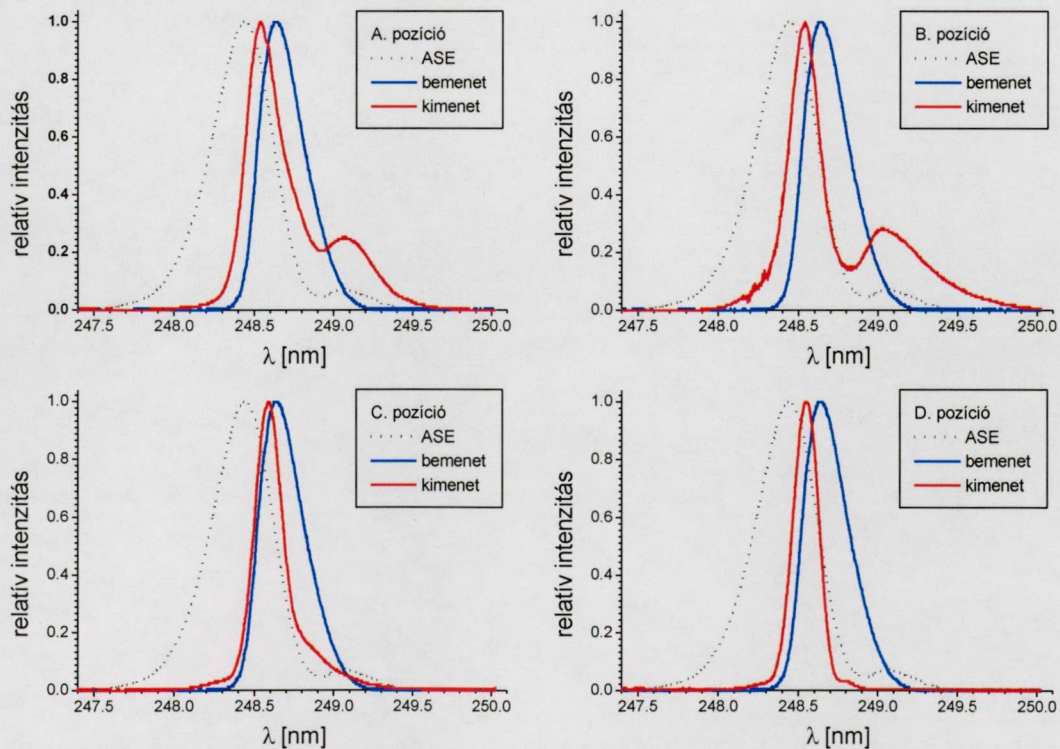 A. pozíció
ASE
bemenet
kimenet
relatív intenzitás
1.0
0.8
0.6
0.4
0.2
0.0
247.5 248.0 248.5 249.0 249.5 250.0
λ [nm]
B. pozíció
ASE
bemenet
kimenet
relatív intenzitás
1.0
0.8
0.6
0.4
0.2
0.0
247.5 248.0 248.5 249.0 249.5 250.0
λ [nm]
C. pozíció
ASE
bemenet
kimenet
relatív intenzitás
1.0
0.8
0.6
0.4
0.2
0.0
247.5 248.0 248.5 249.0 249.5 250.0
λ [nm]
D. pozíció
ASE
bemenet
kimenet
relatív intenzitás
1.0
0.8
0.6
0.4
0.2
0.0
247.5 248.0 248.5 249.0 249.5 250.0
λ [nm]